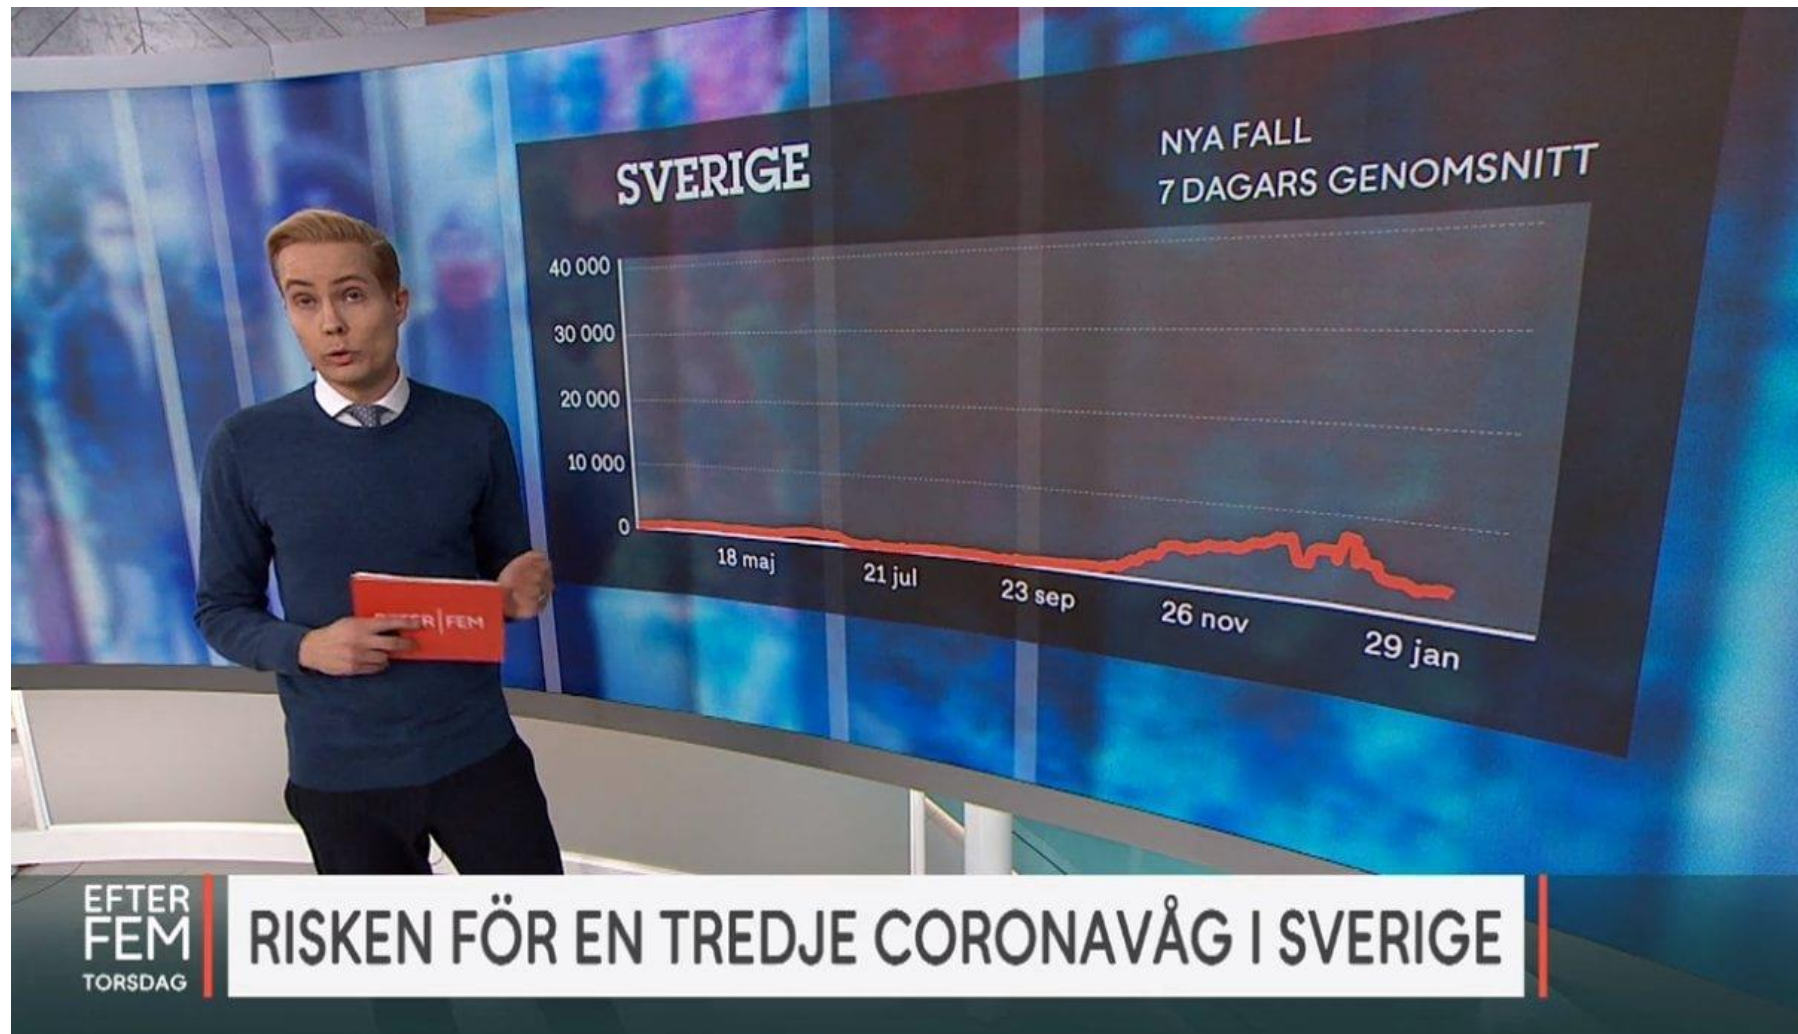 SVERIGE
NYA FALL
7 DAGARS GENOMSNITT
40 000
30 000
20 000
10 000
0
18 maj
21 jul
23 sep
26 nov
29 jan
FEM
EFTER
FEM
TORSDAG
RISKEN FÖR EN TREDJE CORONAVÅG I SVERIGE